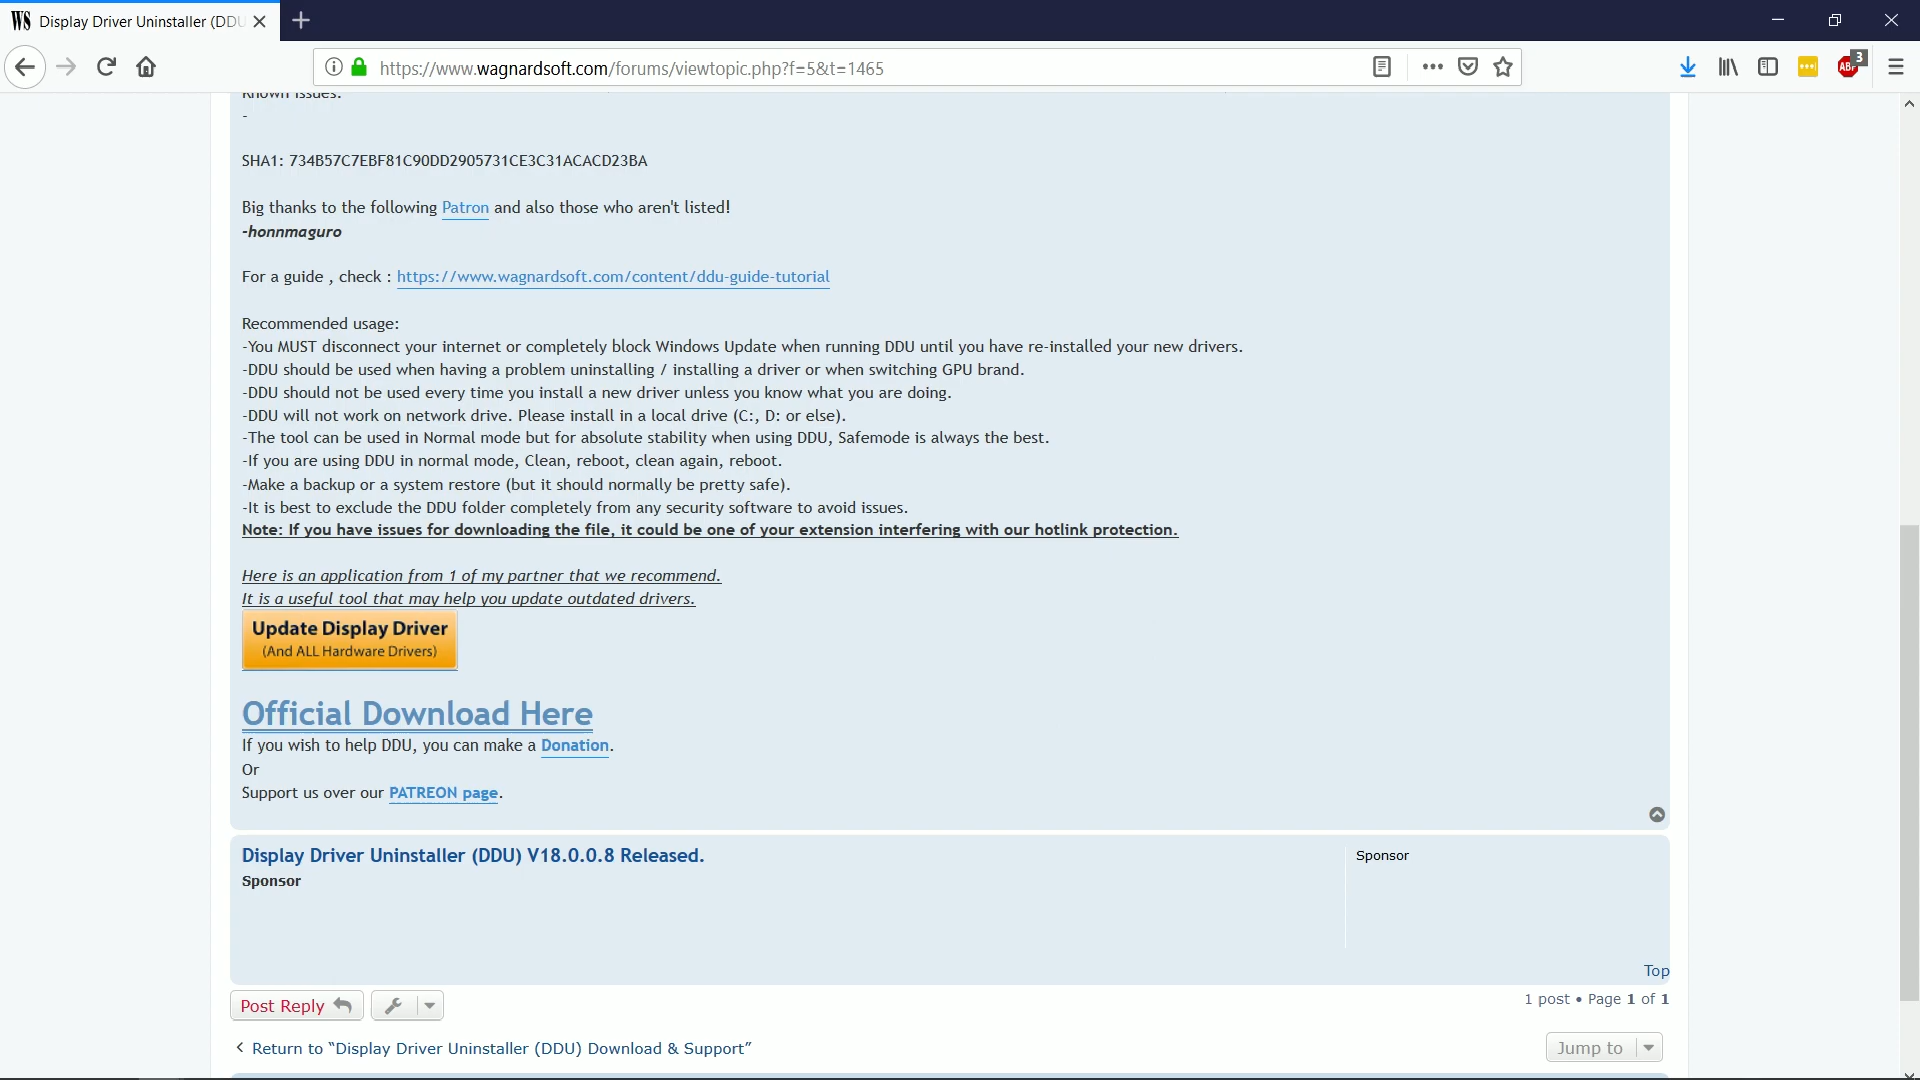 WS Display Driver Uninstaller (DDU
https://www.wagnardsoft.com/forums/viewtopic.php?f=5&t=1465
ABP 3
Known issues:
-
SHA1: 734B57C7EBF81C90DD2905731CE3C31ACACD23BA
Big thanks to the following Patron and also those who aren't listed!
-honnmaguro
For a guide , check : https://www.wagnardsoft.com/content/ddu-guide-tutorial
Recommended usage:
-You MUST disconnect your internet or completely block Windows Update when running DDU until you have re-installed your new drivers.
-DDU should be used when having a problem uninstalling / installing a driver or when switching GPU brand.
-DDU should not be used every time you install a new driver unless you know what you are doing.
-DDU will not work on network drive. Please install in a local drive (C:, D: or else).
-The tool can be used in Normal mode but for absolute stability when using DDU, Safemode is always the best.
-If you are using DDU in normal mode, Clean, reboot, clean again, reboot.
-Make a backup or a system restore (but it should normally be pretty safe).
-It is best to exclude the DDU folder completely from any security software to avoid issues.
Note: If you have issues for downloading the file, it could be one of your extension interfering with our hotlink protection.
Here is an application from 1 of my partner that we recommend.
It is a useful tool that may help you update outdated drivers.
Update Display Driver
(And ALL Hardware Drivers)
Official Download Here
If you wish to help DDU, you can make a Donation.
Or
Support us over our PATREON page.
Display Driver Uninstaller (DDU) V18.0.0.8 Released.
Sponsor
Sponsor
Top
Post Reply
1 post • Page 1 of 1
Return to “Display Driver Uninstaller (DDU) Download & Support”
Jump to